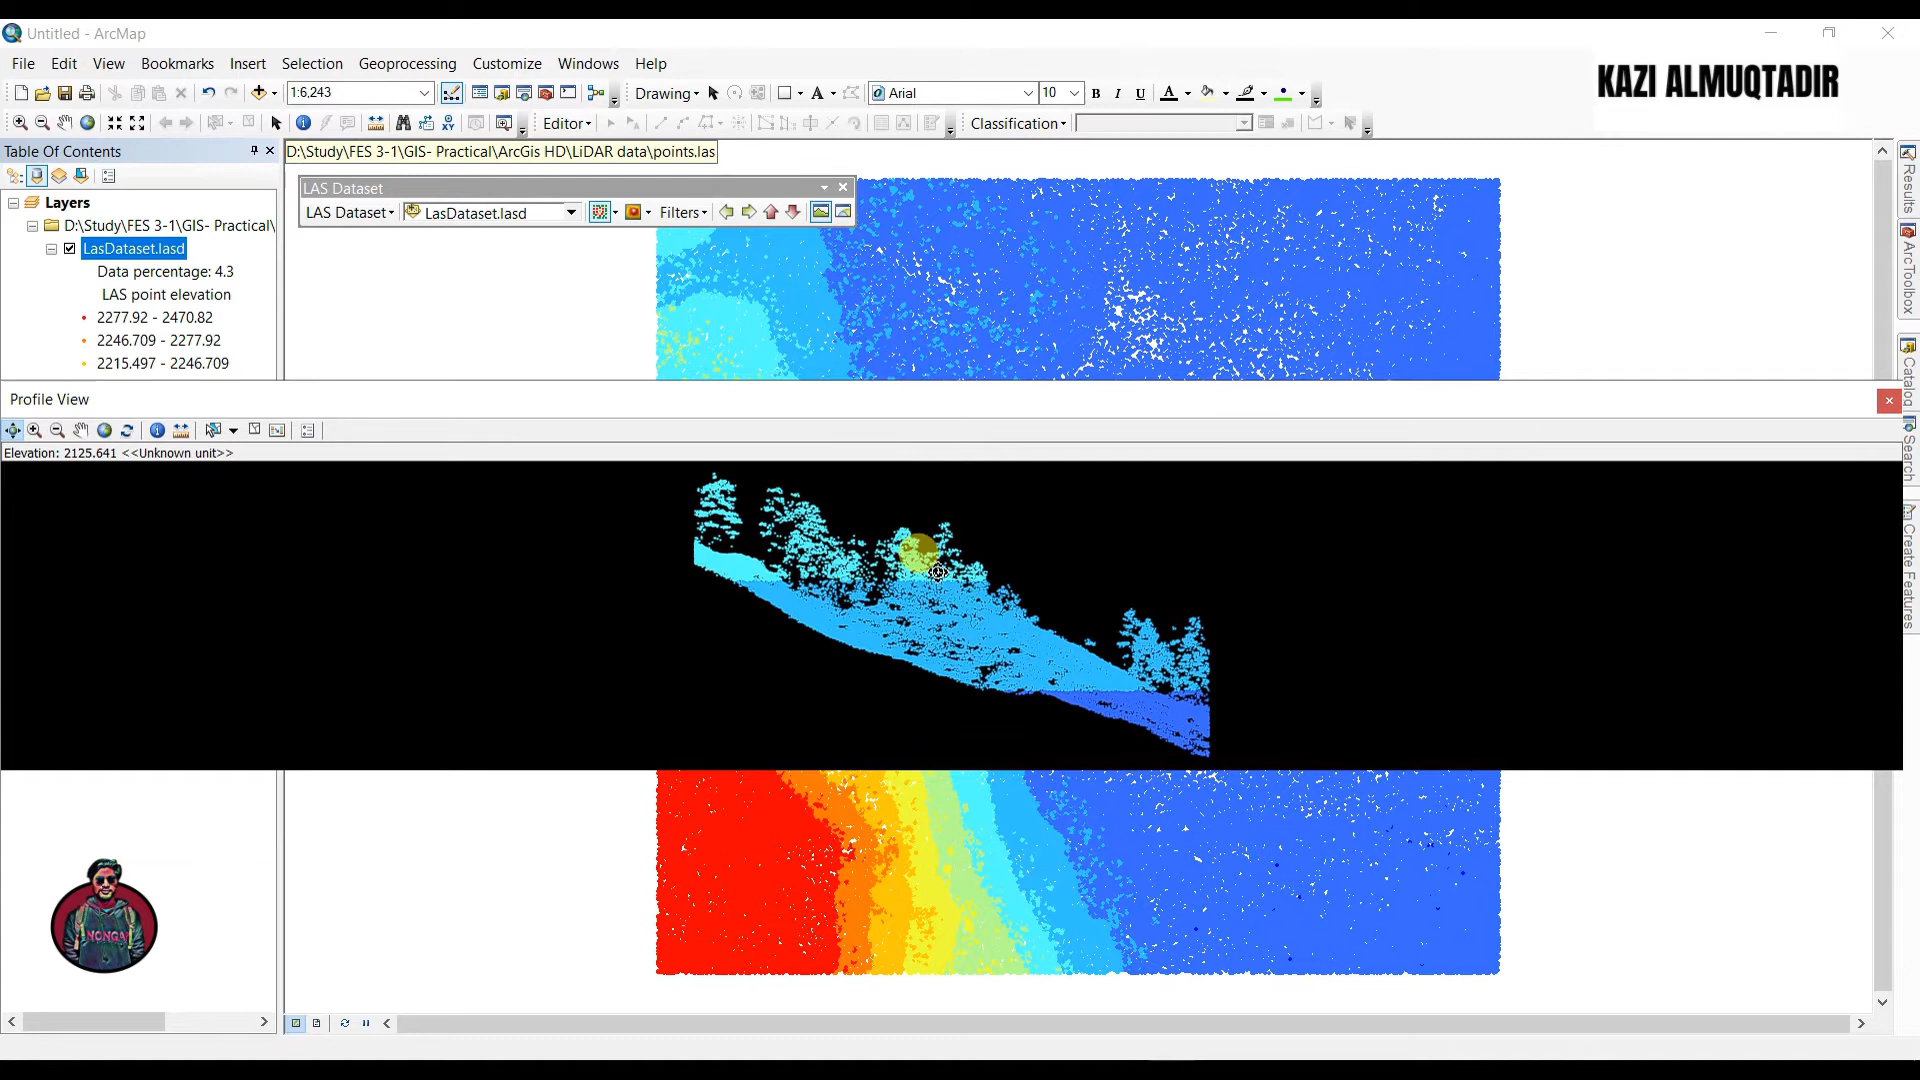 Untitled - ArcMap
File Edit View Bookmarks Insert Selection Geoprocessing Customize Windows Help
KAZI ALMUQTADIR
1:6,243 Drawing Arial 10 B I U A
Editor Classification
Table Of Contents
D:\Study\FES 3-1\GIS- Practical\ArcGis HD\LiDAR data\points.las
Results
LAS Dataset
Layers
LAS Dataset LasDataset.lasd Filters
D:\Study\FES 3-1\GIS- Practical\
ArcToolbox
LasDataset.lasd
Data percentage: 4.3
LAS point elevation
2277.92 - 2470.82
2246.709 - 2277.92
2215.497 - 2246.709
Catalog
Profile View
Search
Elevation: 2125.641 <<Unknown unit>>
Create Features
NONGAR